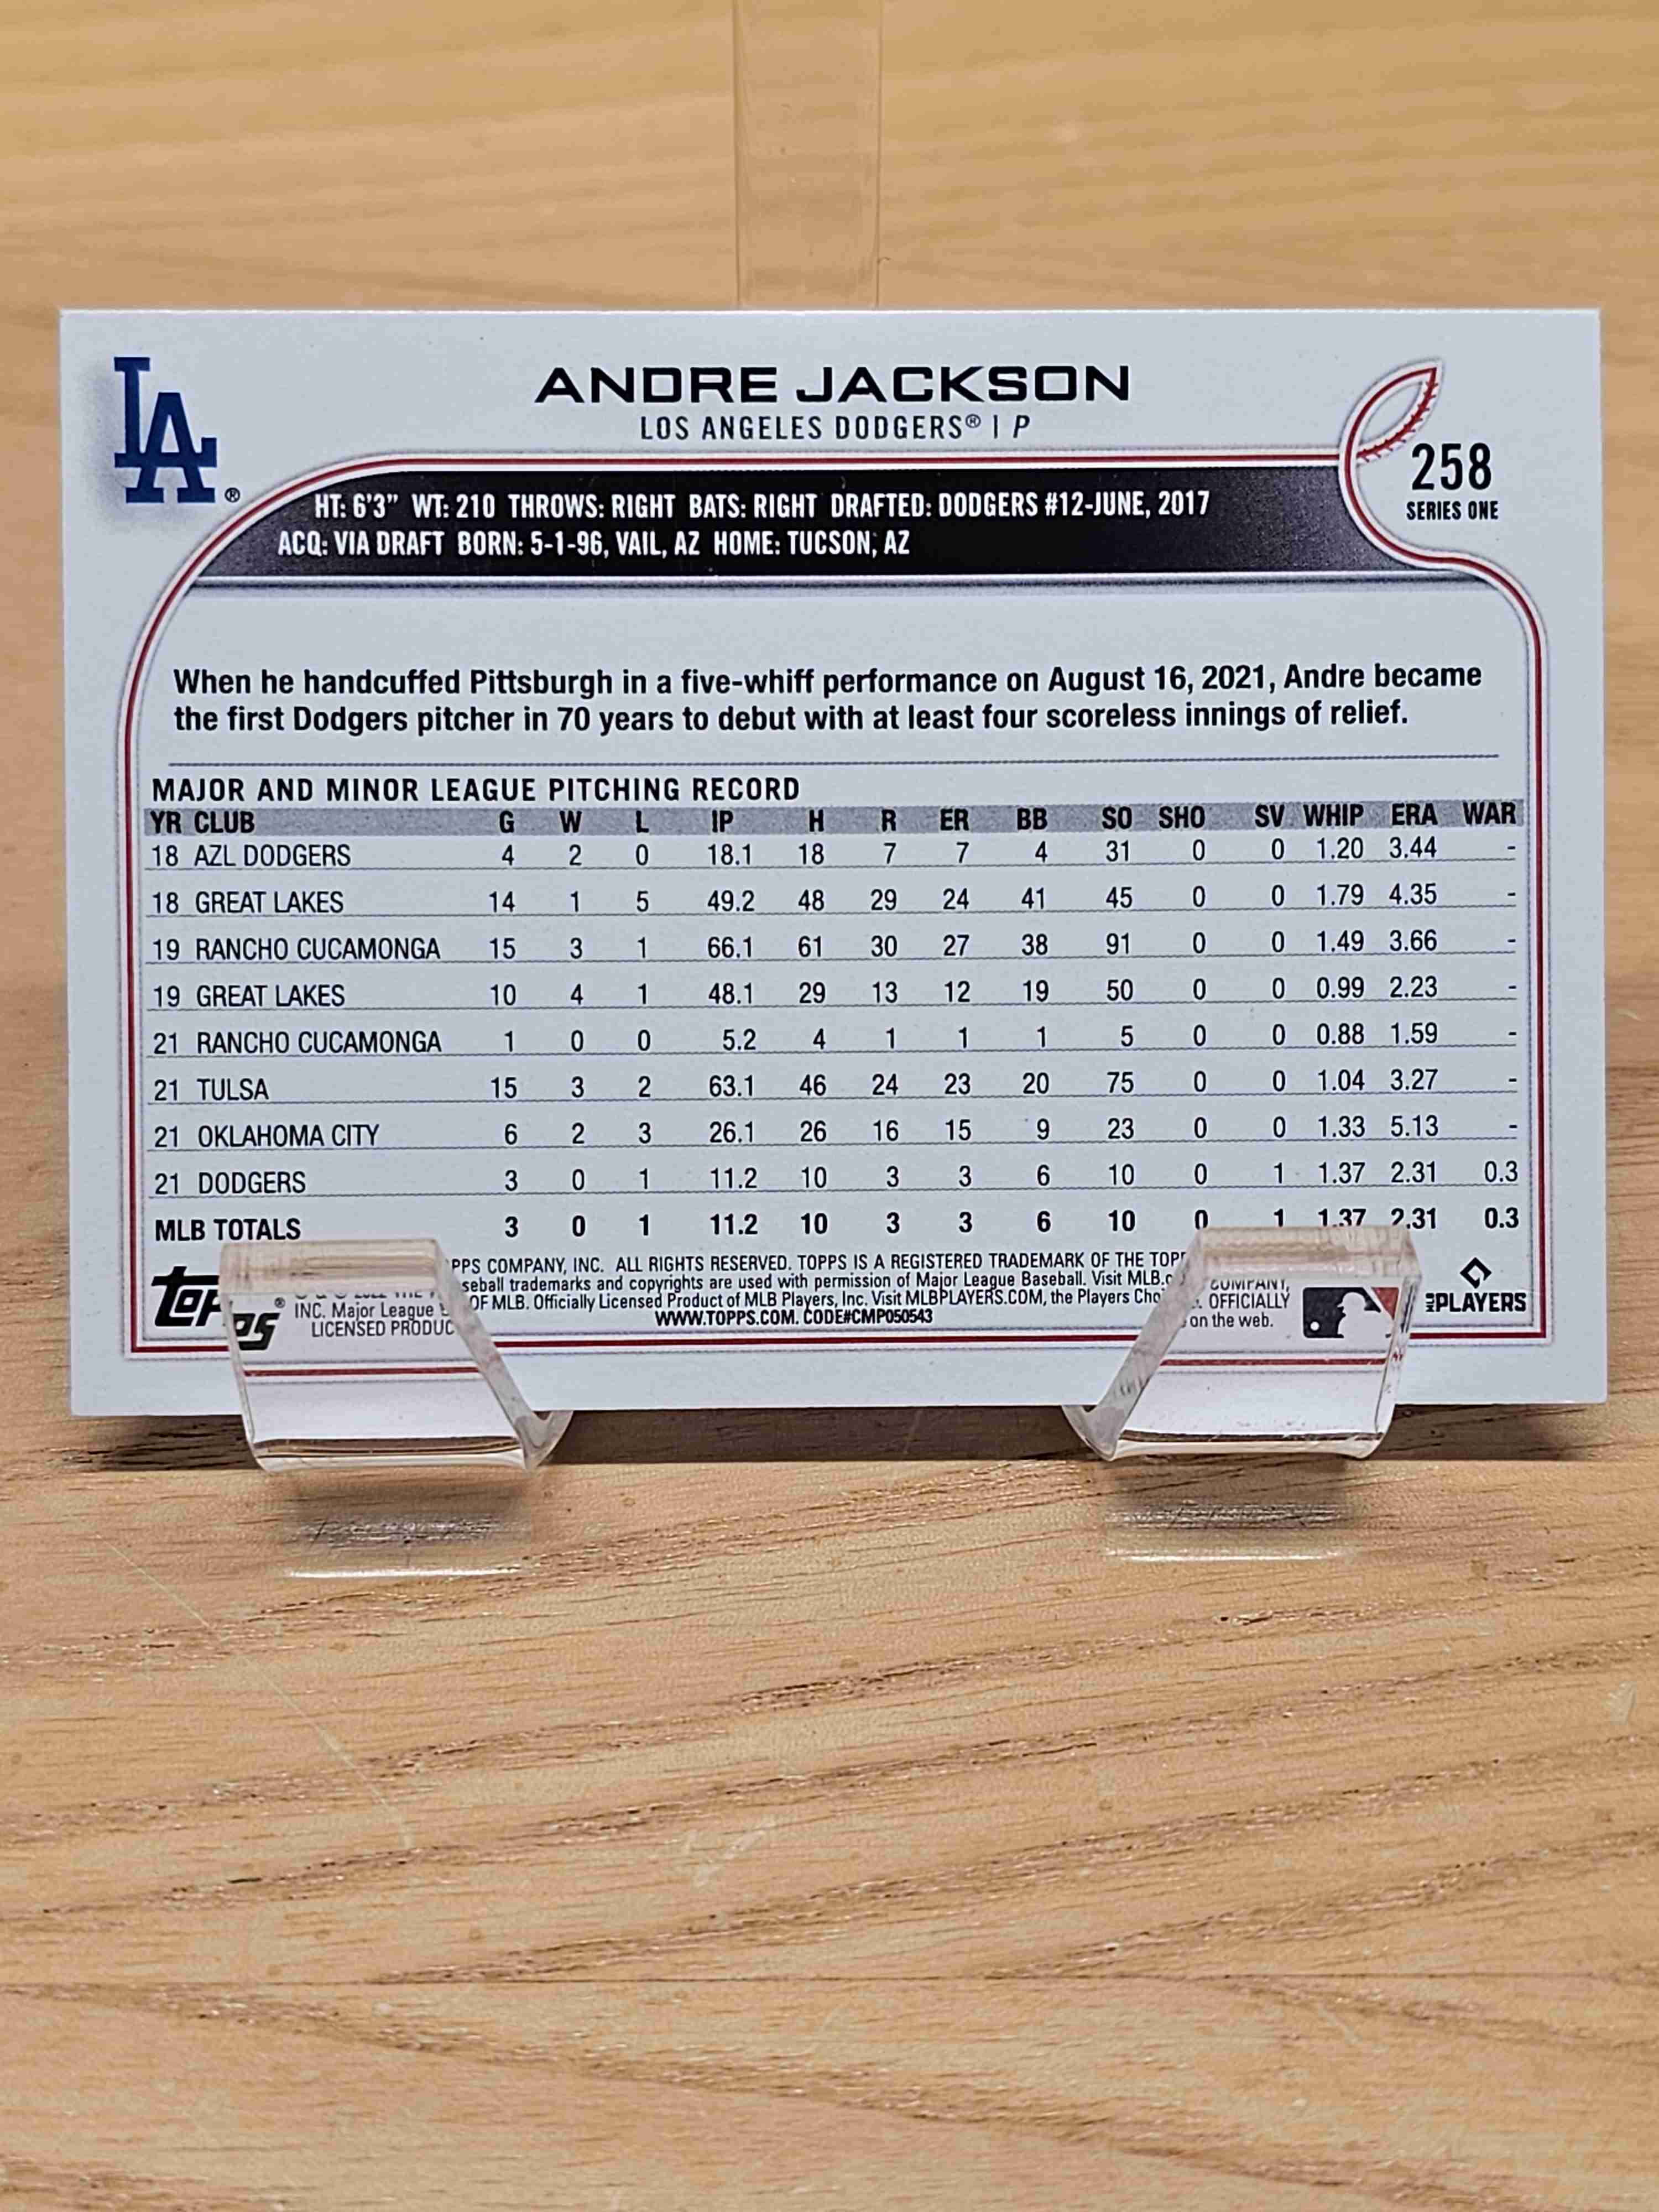 LA®
ANDRE JACKSON
LOS ANGELES DODGERS® | P
258
SERIES ONE
HT: 6'3" WT: 210 THROWS: RIGHT BATS: RIGHT DRAFTED: DODGERS #12-JUNE, 2017
ACQ: VIA DRAFT BORN: 5-1-96, VAIL, AZ HOME: TUCSON, AZ
When he handcuffed Pittsburgh in a five-whiff performance on August 16, 2021, Andre became
the first Dodgers pitcher in 70 years to debut with at least four scoreless innings of relief.
MAJOR AND MINOR LEAGUE PITCHING RECORD
YR CLUB G W L IP H R ER BB SO SHO SV WHIP ERA WAR
18 AZL DODGERS 4 2 0 18.1 18 7 7 4 31 0 0 1.20 3.44 -
18 GREAT LAKES 14 1 5 49.2 48 29 24 41 45 0 0 1.79 4.35 -
19 RANCHO CUCAMONGA 15 3 1 66.1 61 30 27 38 91 0 0 1.49 3.66 -
19 GREAT LAKES 10 4 1 48.1 29 13 12 19 50 0 0 0.99 2.23 -
21 RANCHO CUCAMONGA 1 0 0 5.2 4 1 1 1 5 0 0 0.88 1.59 -
21 TULSA 15 3 2 63.1 46 24 23 20 75 0 0 1.04 3.27 -
21 OKLAHOMA CITY 6 2 3 26.1 26 16 15 9 23 0 0 1.33 5.13 -
21 DODGERS 3 0 1 11.2 10 3 3 6 10 0 1 1.37 2.31 0.3
MLB TOTALS 3 0 1 11.2 10 3 3 6 10 0 1 1.37 2.31 0.3
topps®
COMPANY, INC. ALL RIGHTS RESERVED. TOPPS IS A REGISTERED TRADEMARK OF THE COMPANY,
INC. Major League trademarks and copyrights are used with permission of Major League Baseball. Visit OFFICIALLY
LICENSED OF MLB. Officially Licensed Product of MLB Players, Inc. Visit MLBPLAYERS.COM, the Players on the web.
WWW.TOPPS.COM. CODE#CMP050543
MLB PLAYERS